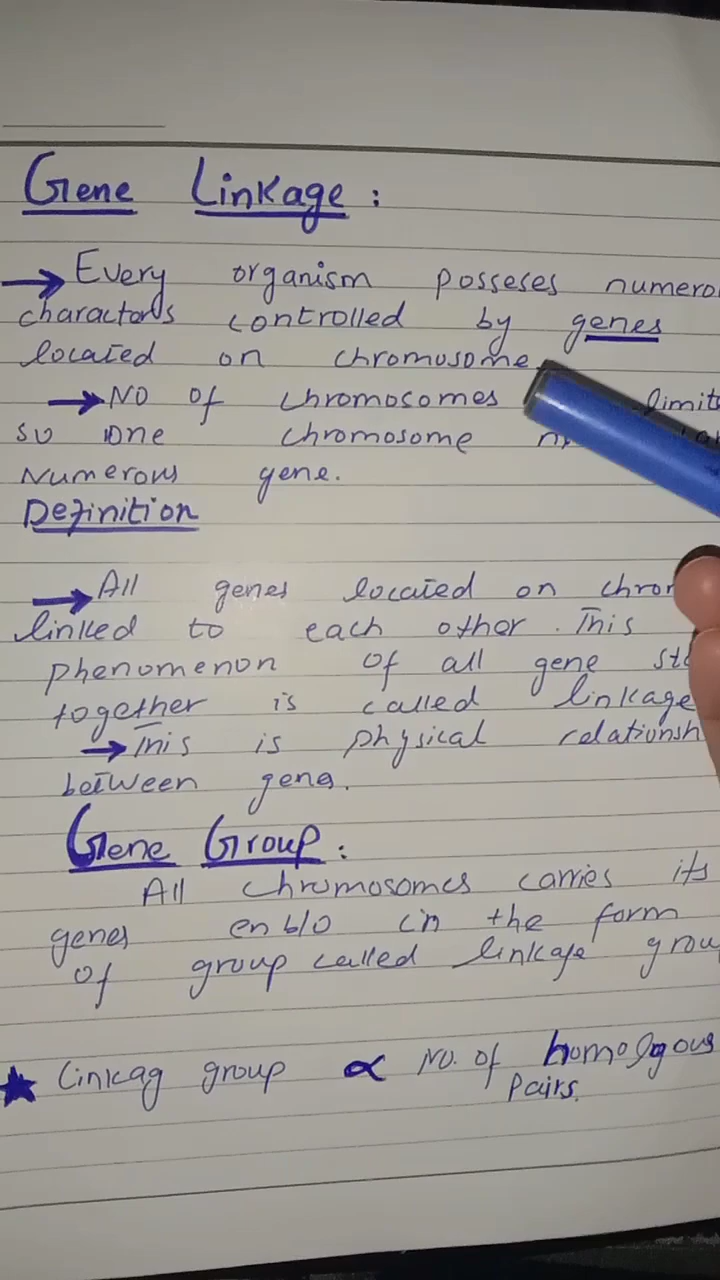 Gene Linkage :
→ Every organism posseses numero
charactors controlled by genes
located on chromosome.
→ No of chromosomes limit
so one chromosome
Numerous gene.
Definition
→ All genes located on chro
linked to each other. This
phenomenon of all gene
together is called linkage
→ This is physical relationsh
between gene.
Gene Group :
All chromosomes carries its
genes enblo in the form
of group called linkage grou
★ Linkag group ∝ No. of homologous
Pairs.